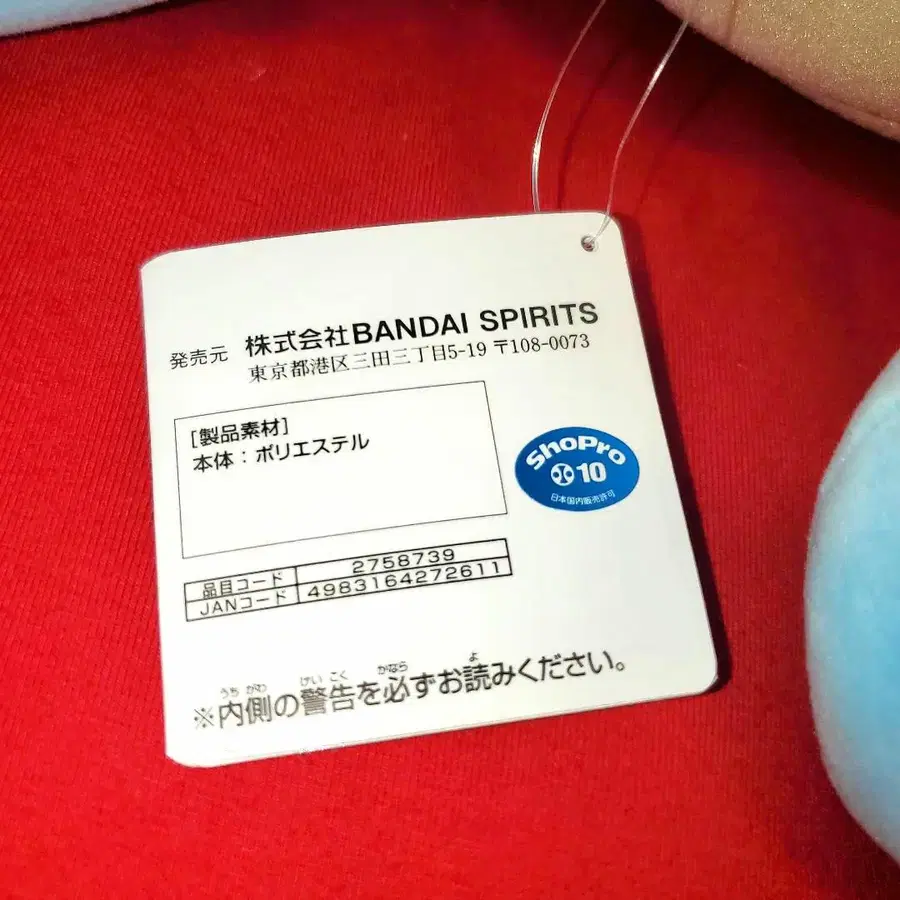 発売元 株式会社BANDAI SPIRITS
東京都港区三田三丁目5-19 〒108-0073
[製品素材]
本体：ポリエステル
ShoPro
10
日本国内販売許可
品目コード 2758739
JANコード 4983164272611
うち がわ けい こく かなら よ
※内側の警告を必ずお読みください。